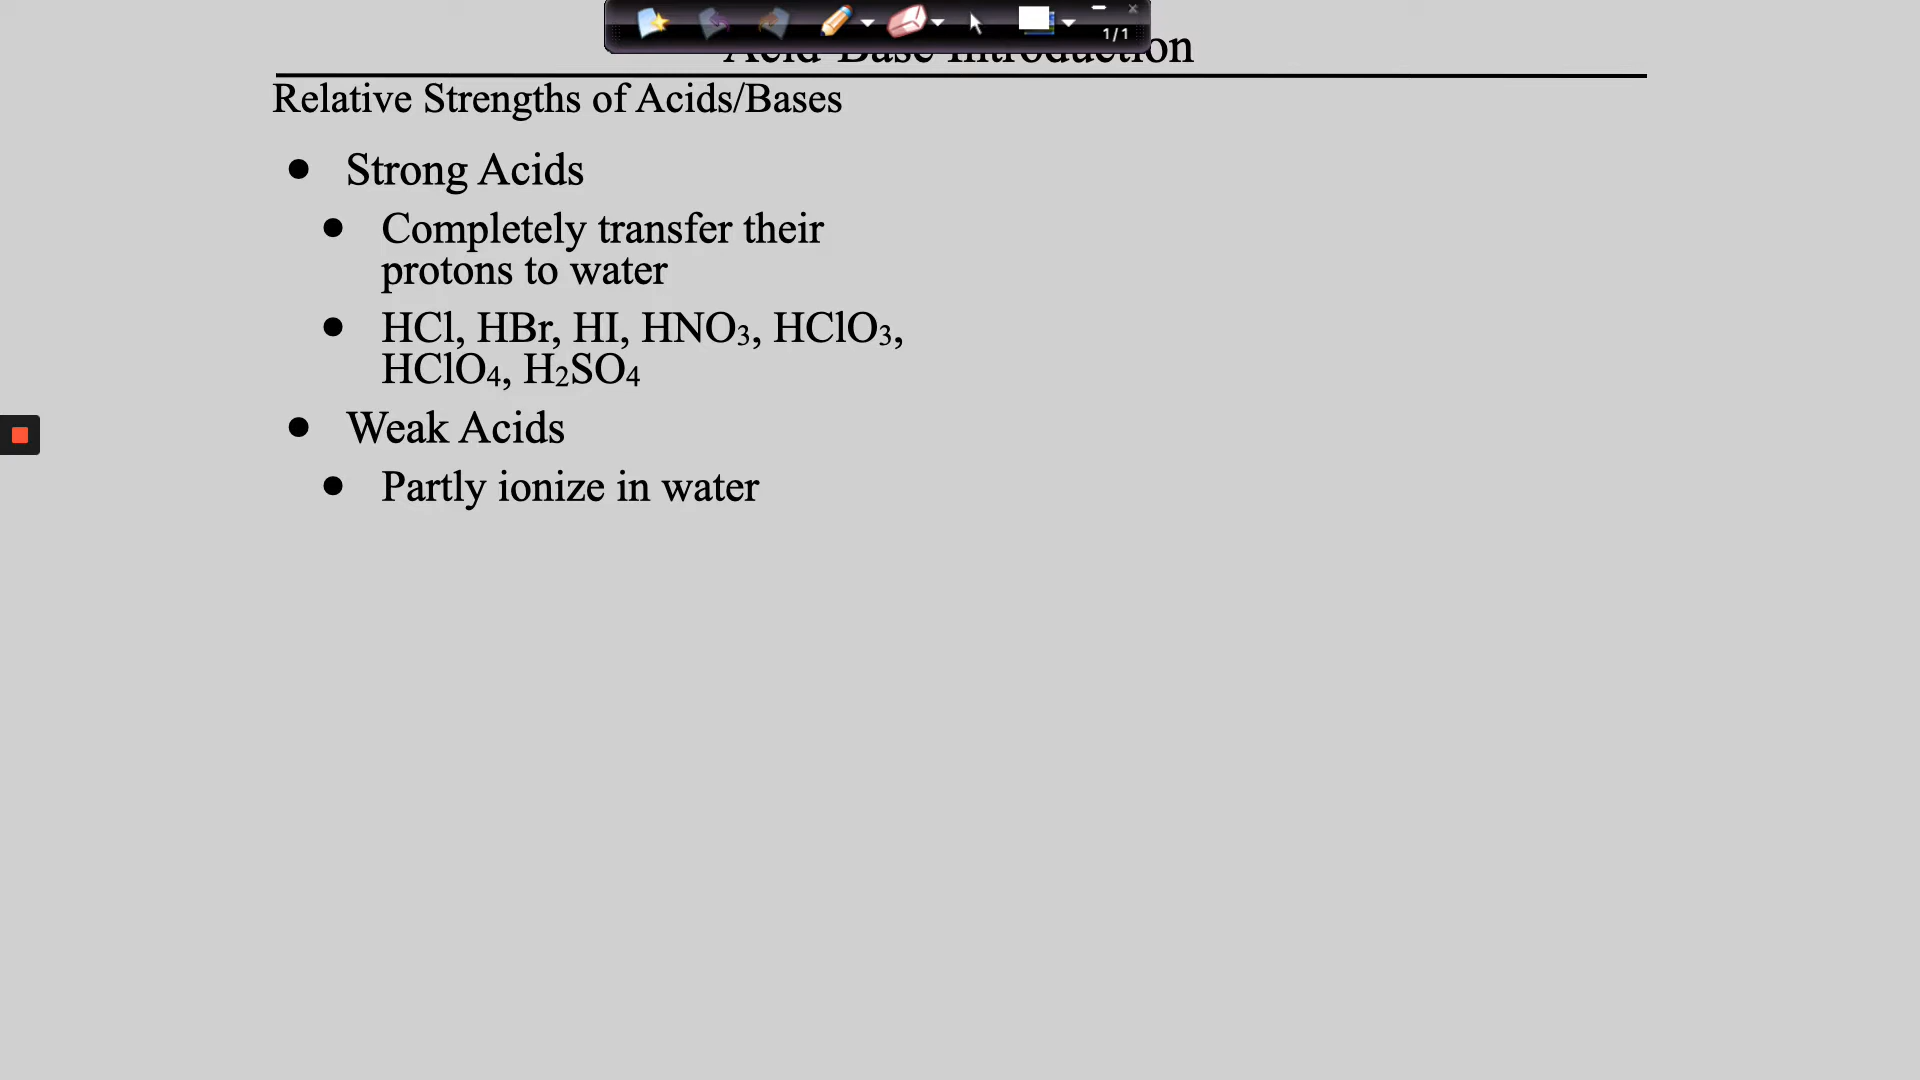 1/1
Acid-Base Introduction
Relative Strengths of Acids/Bases
● Strong Acids
● Completely transfer their
protons to water
● HCl, HBr, HI, HNO₃, HClO₃,
HClO₄, H₂SO₄
● Weak Acids
● Partly ionize in water